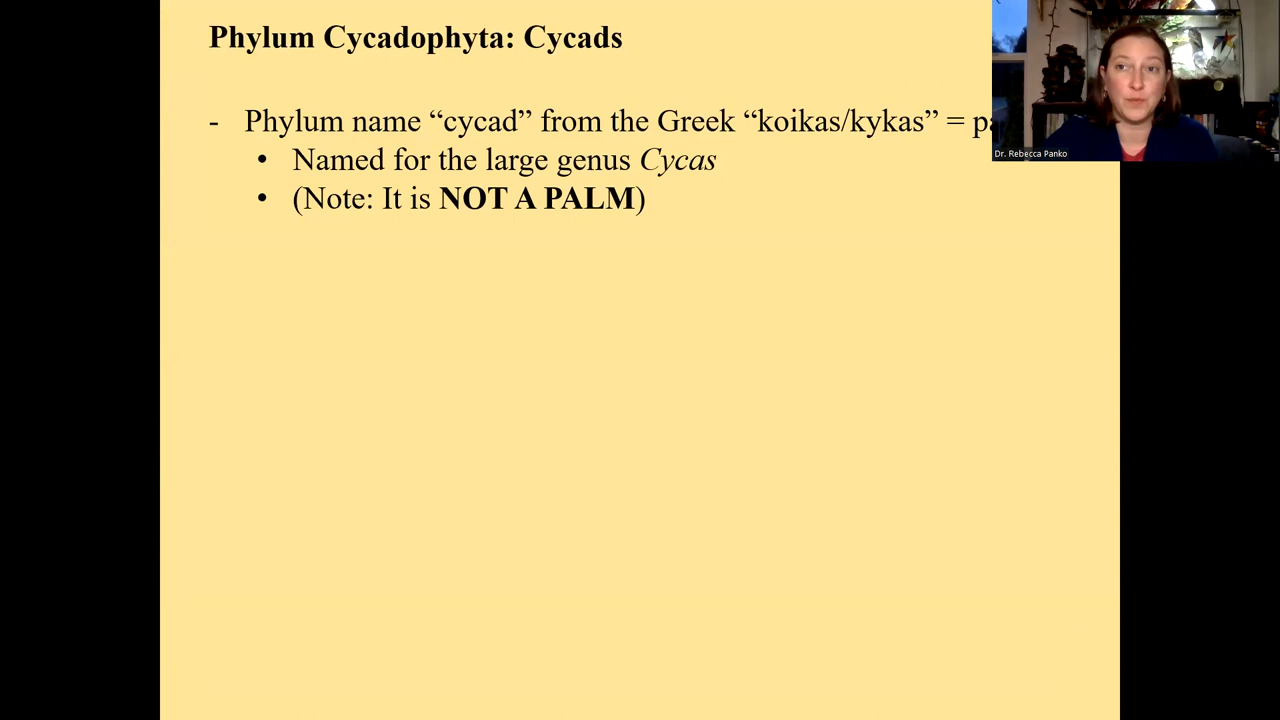 Phylum Cycadophyta: Cycads
- Phylum name “cycad” from the Greek “koikas/kykas” =
• Named for the large genus Cycas
• (Note: It is NOT A PALM)
Dr. Rebecca Panko